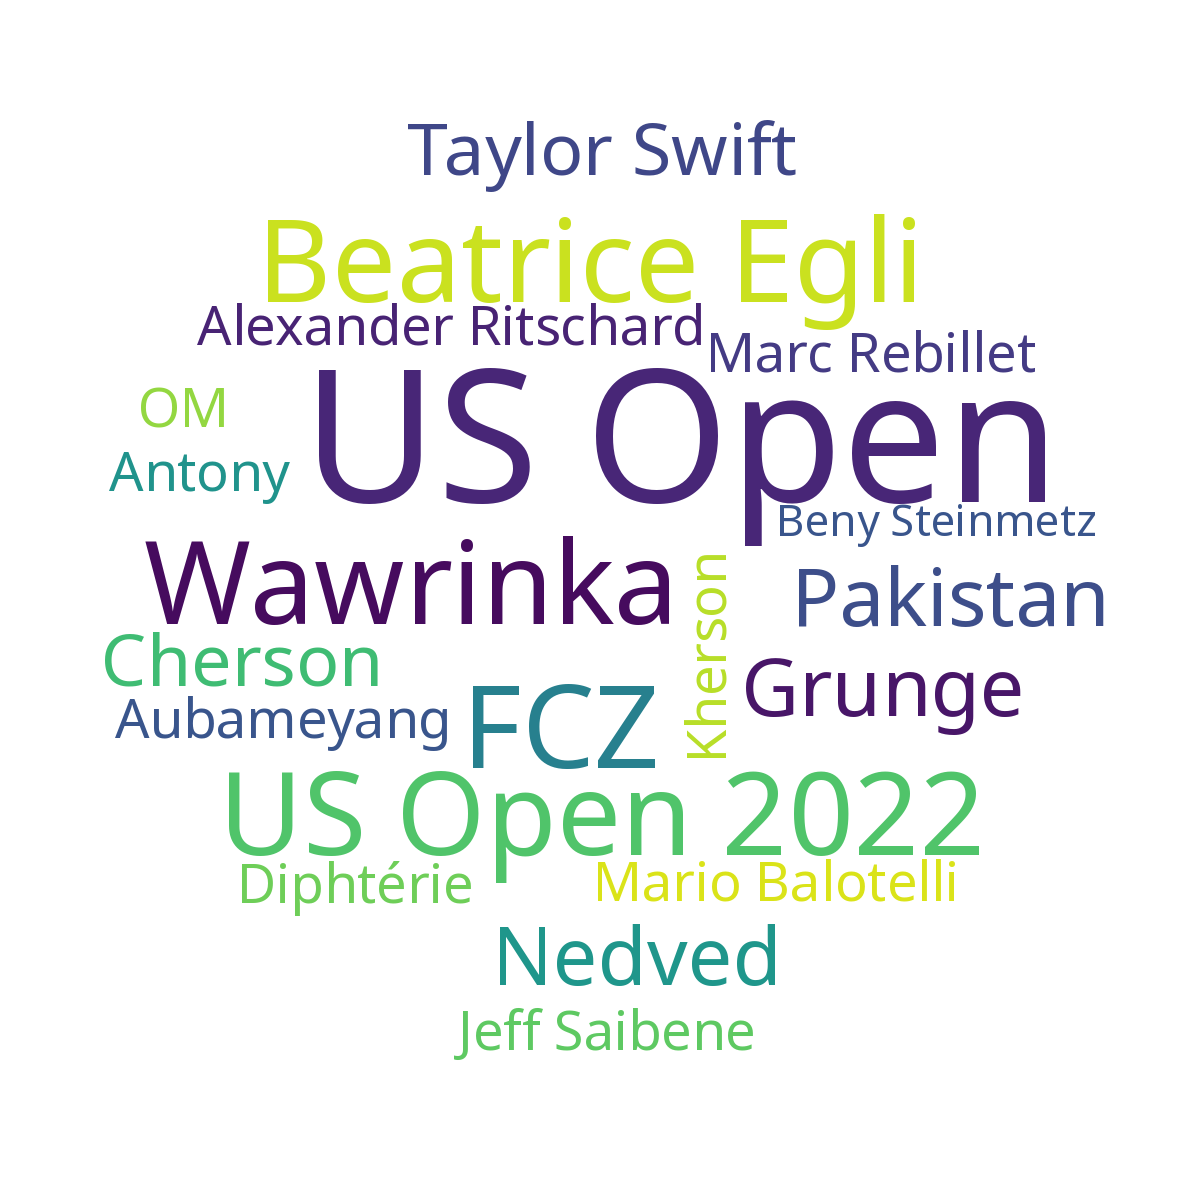 Taylor Swift
Beatrice Egli
Alexander Ritschard
Marc Rebillet
OM
US Open
Antony
Beny Steinmetz
Wawrinka
Kherson
Pakistan
Cherson
Grunge
Aubameyang
FCZ
US Open 2022
Diphtérie
Mario Balotelli
Nedved
Jeff Saibene